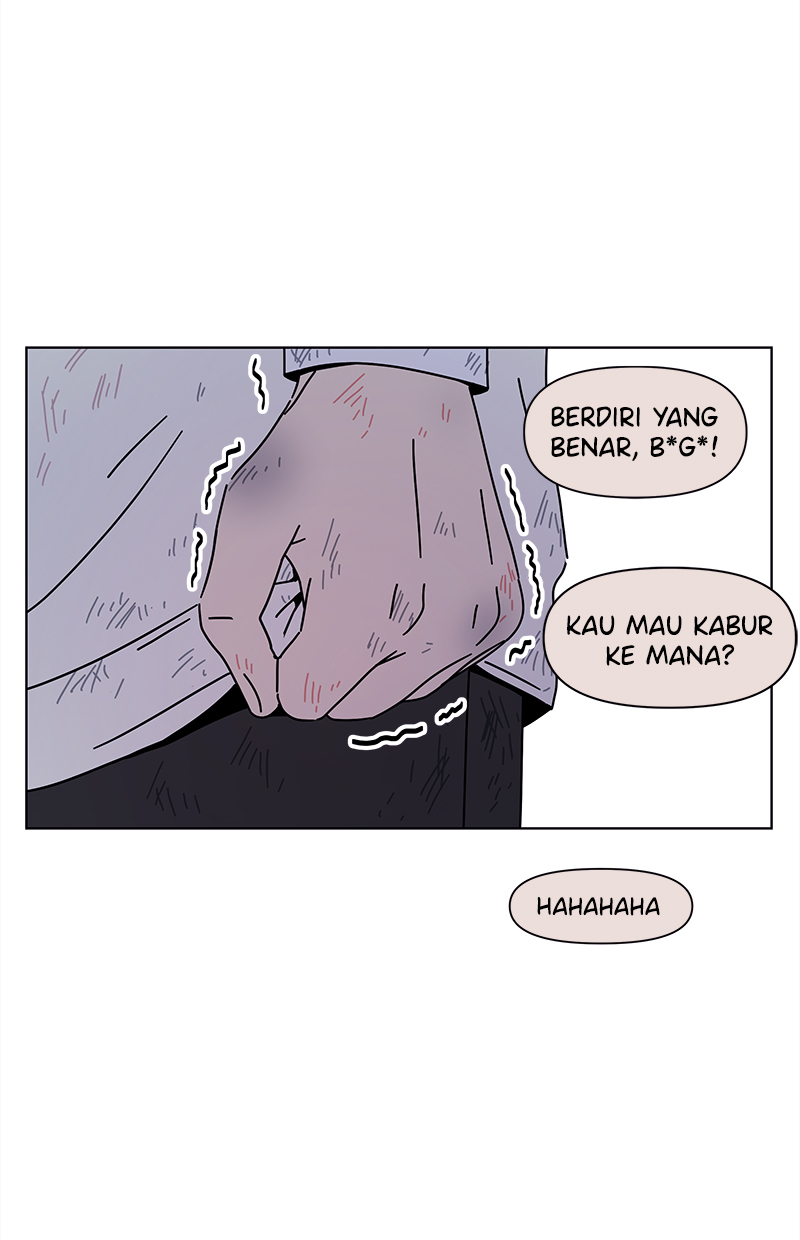 BERDIRI YANG
BENAR, B*G*!
KAU MAU KABUR
KE MANA?
HAHAHAHA